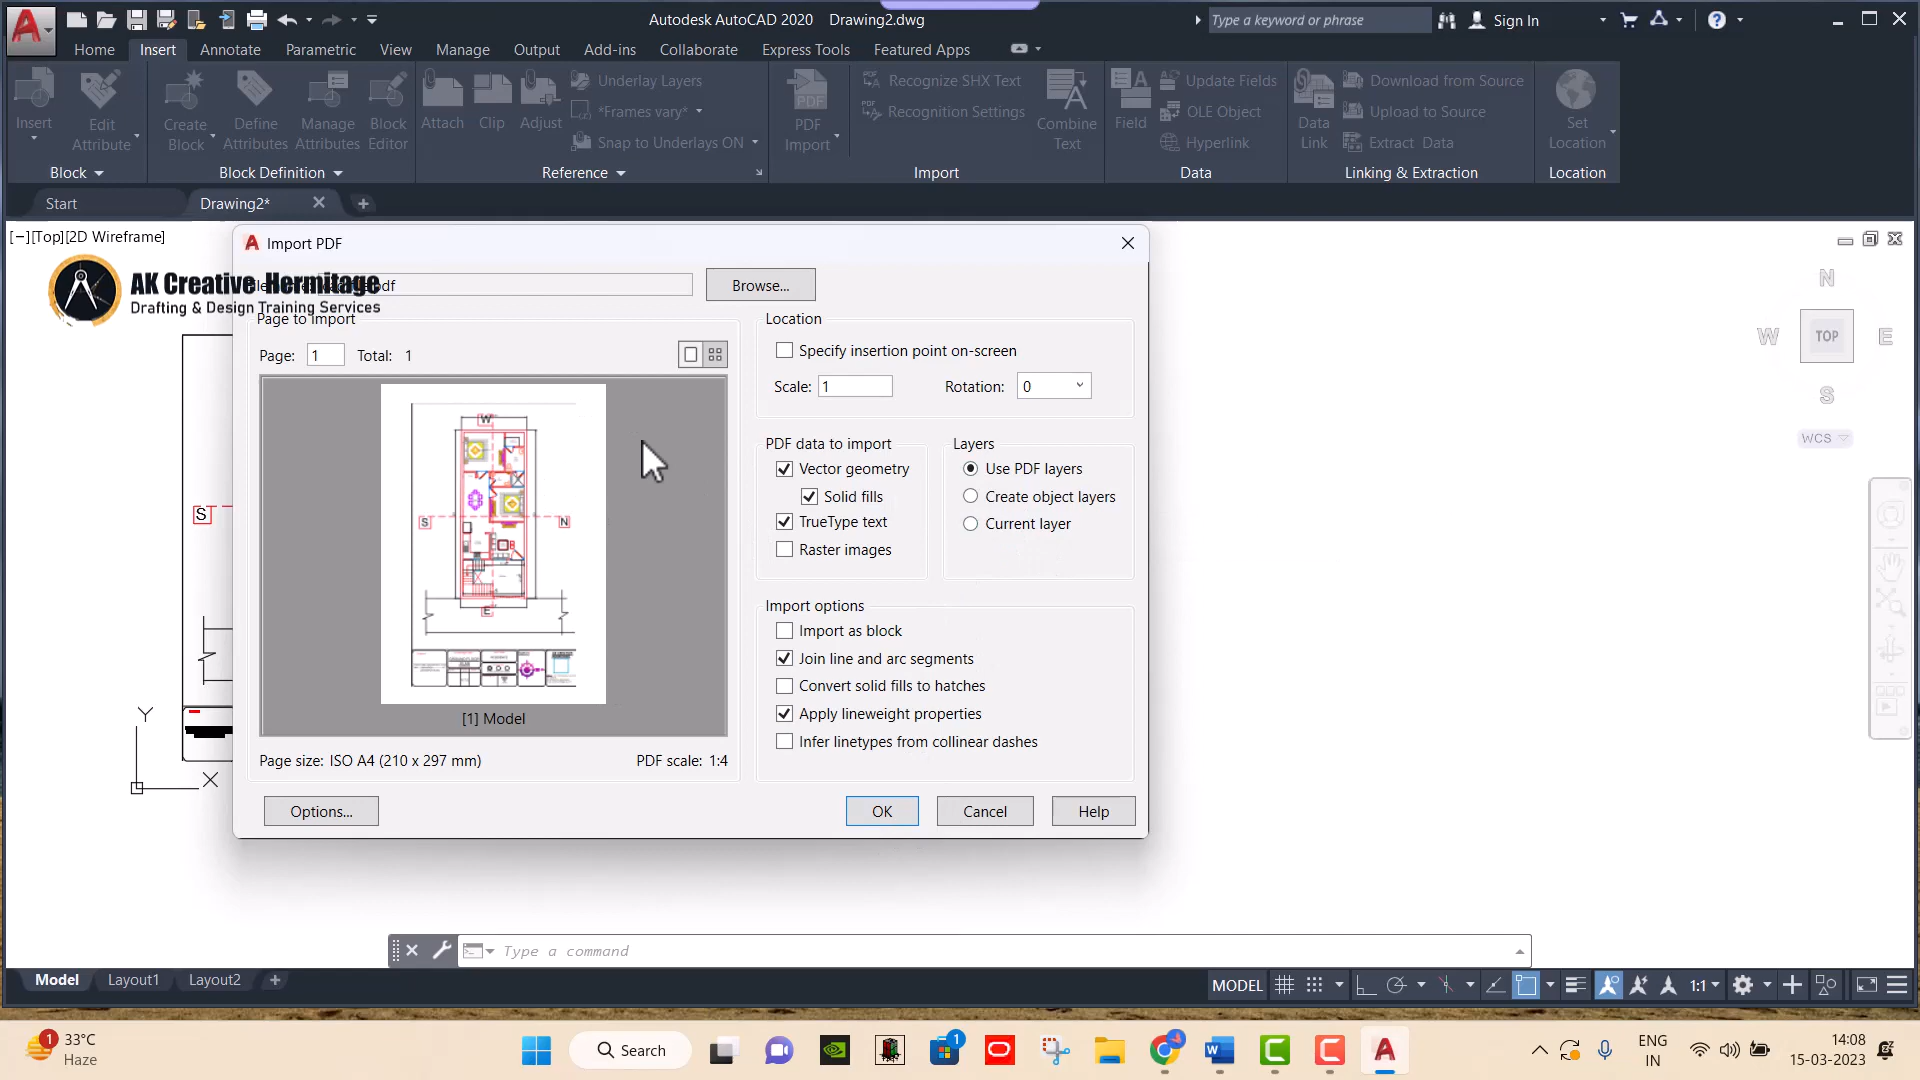 Autodesk AutoCAD 2020 Drawing2.dwg
Type a keyword or phrase
Sign In
Home Insert Annotate Parametric View Manage Output Add-ins Collaborate Express Tools Featured Apps
Insert
Edit Attribute
Create Block
Define Attributes
Manage Attributes
Block Editor
Attach
Clip
Adjust
Underlay Layers
*Frames vary*
Snap to Underlays ON
PDF Import
Recognize SHX Text
Recognition Settings
Combine Text
Field
Update Fields
OLE Object
Hyperlink
Data Link
Download from Source
Upload to Source
Extract Data
Set Location
Block Block Definition Reference Import Data Linking & Extraction Location
Start Drawing2*
[−][Top][2D Wireframe]
AK Creative Hermitage
Drafting & Design Training Services
Import PDF
Browse...
Page to import
Page: 1 Total: 1
W
S
N
E
[1] Model
Page size: ISO A4 (210 x 297 mm) PDF scale: 1:4
Options...
Location
Specify insertion point on-screen
Scale: 1 Rotation: 0
PDF data to import
Vector geometry
Solid fills
TrueType text
Raster images
Layers
Use PDF layers
Create object layers
Current layer
Import options
Import as block
Join line and arc segments
Convert solid fills to hatches
Apply lineweight properties
Infer linetypes from collinear dashes
OK Cancel Help
N
W TOP E
S
WCS
S
Y
X
Type a command
Model Layout1 Layout2
MODEL 1:1
1 33°C
Haze
Search
1
ENG
IN
14:08
15-03-2023